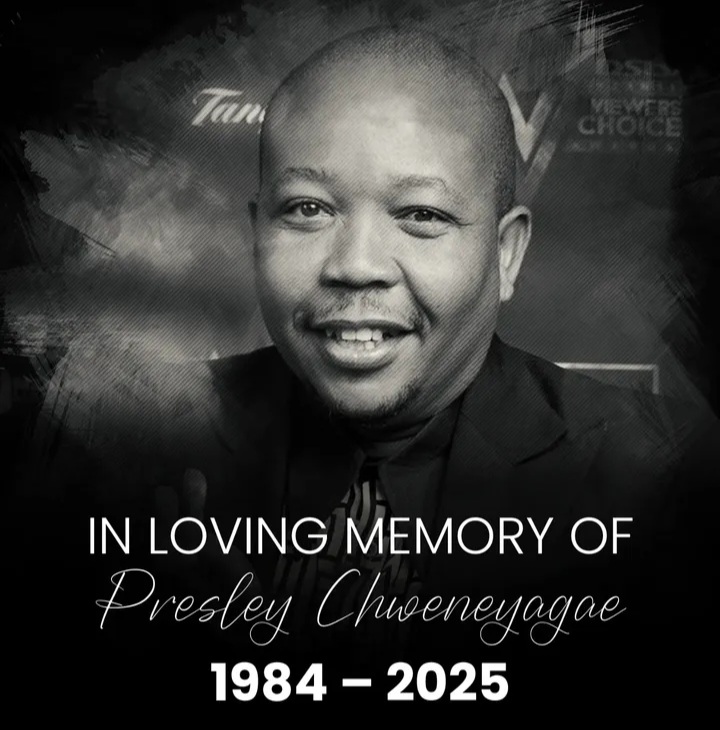 VIEWERS
CHOICE
IN LOVING MEMORY OF
Presley Chweneyagae
1984 – 2025